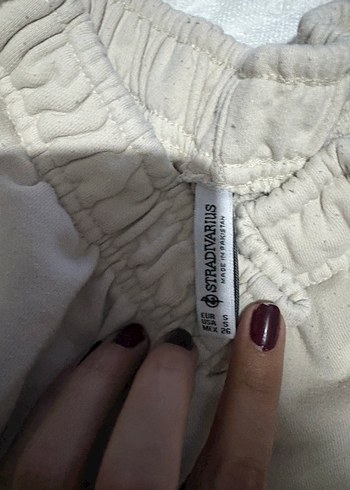 STRADIVARIUS
MADE IN PAKISTAN
EUR S
USA S
MEX 26